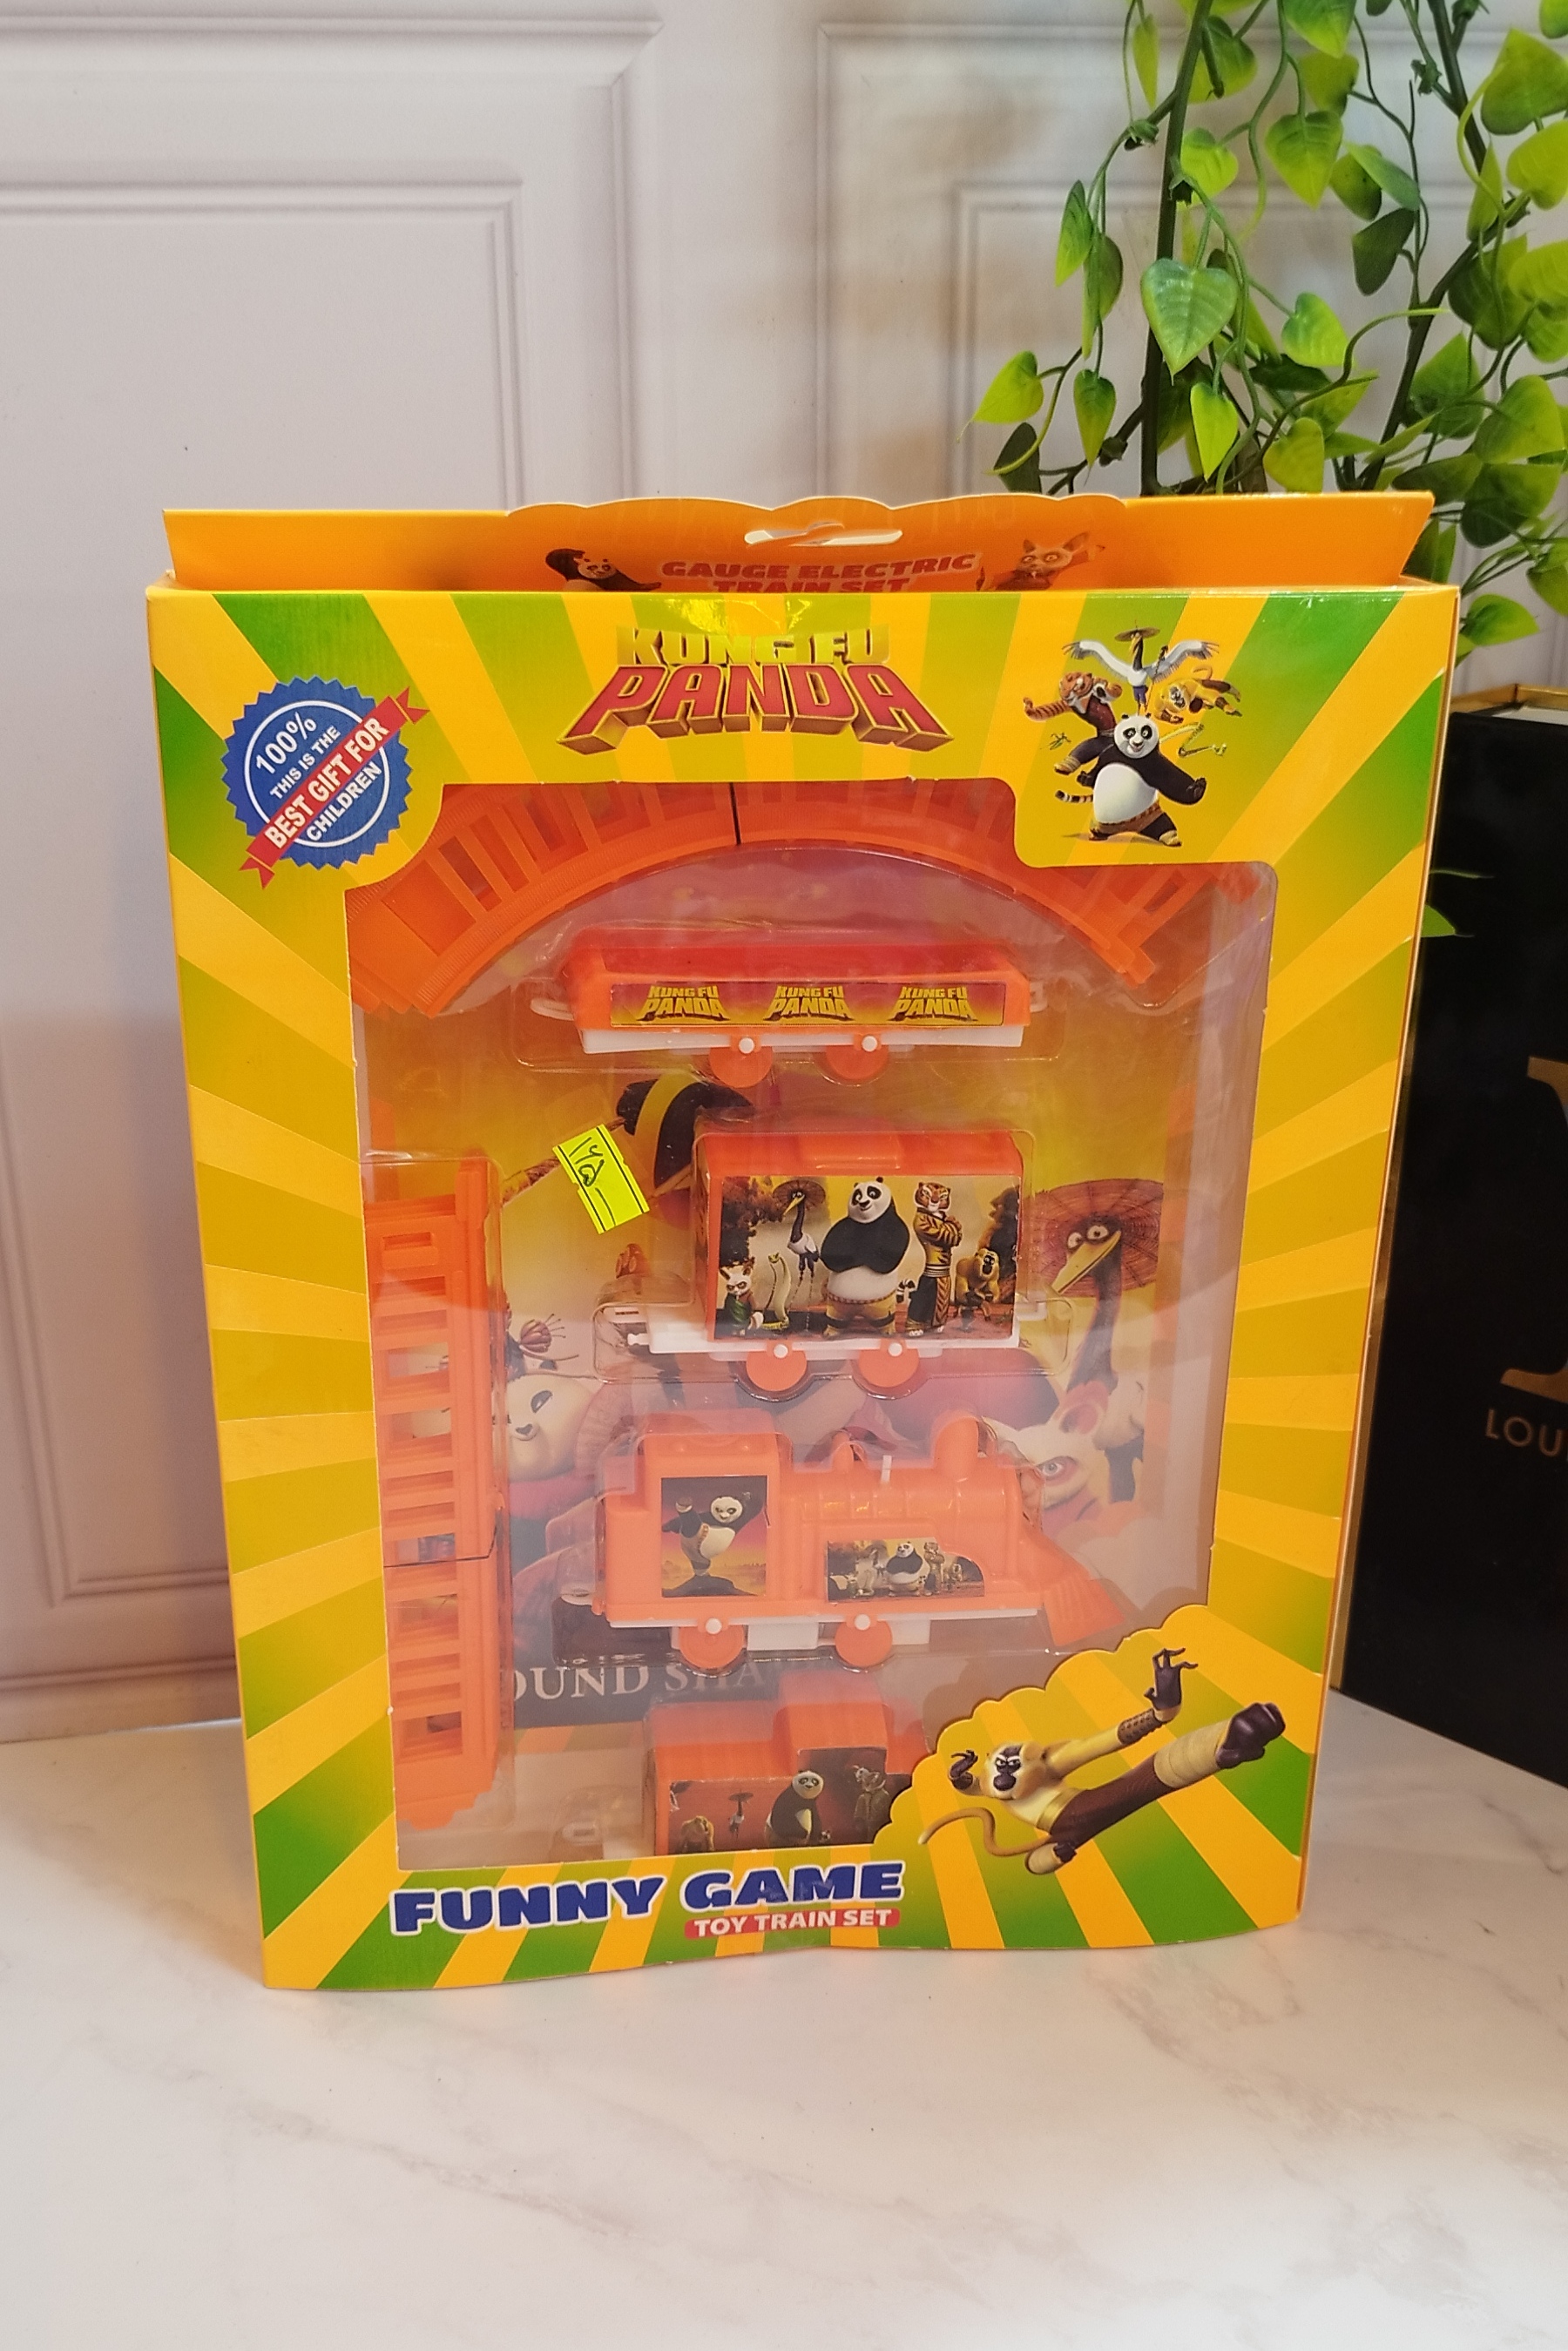 GAUGE ELECTRIC
TRAIN SET
KUNG FU
PANDA
100%
THIS IS THE
BEST GIFT FOR
CHILDREN
KUNG FU
PANDA
KUNG FU
PANDA
KUNG FU
PANDA
LOU
OUND SHA
FUNNY GAME
TOY TRAIN SET